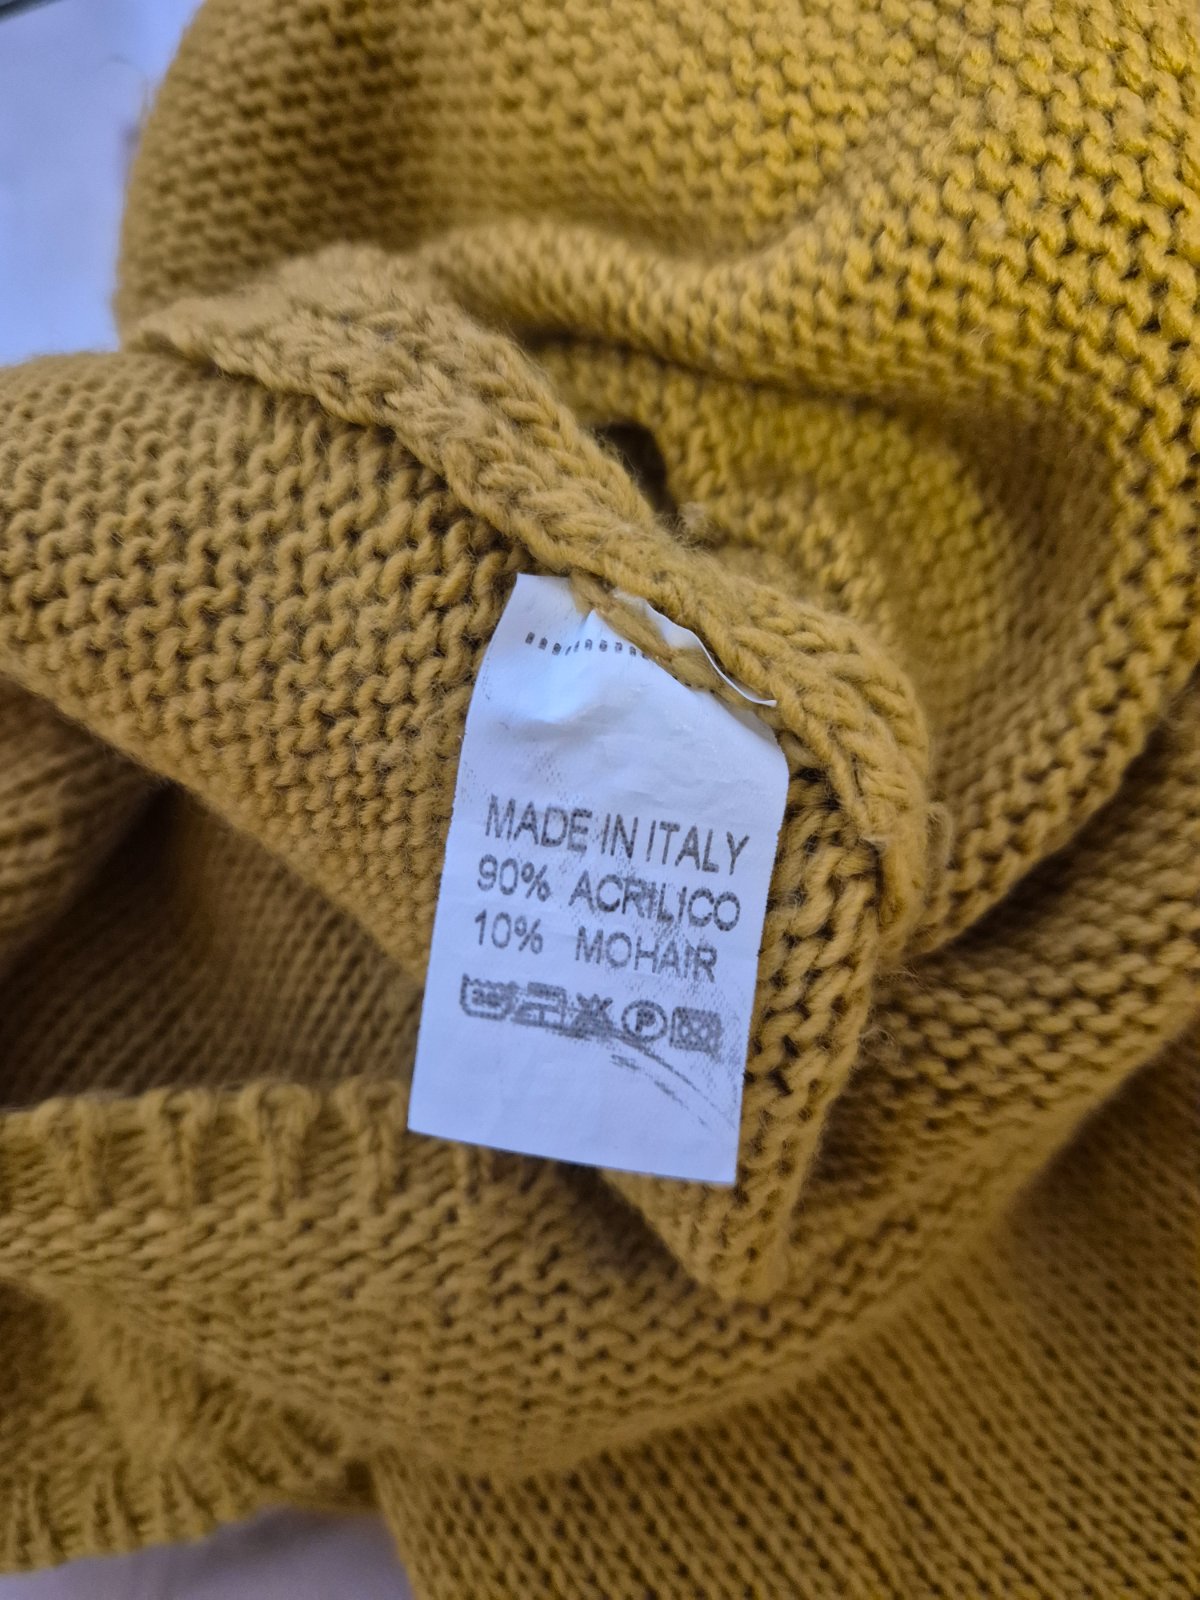 MADE IN ITALY
90% ACRILICO
10% MOHAIR
P